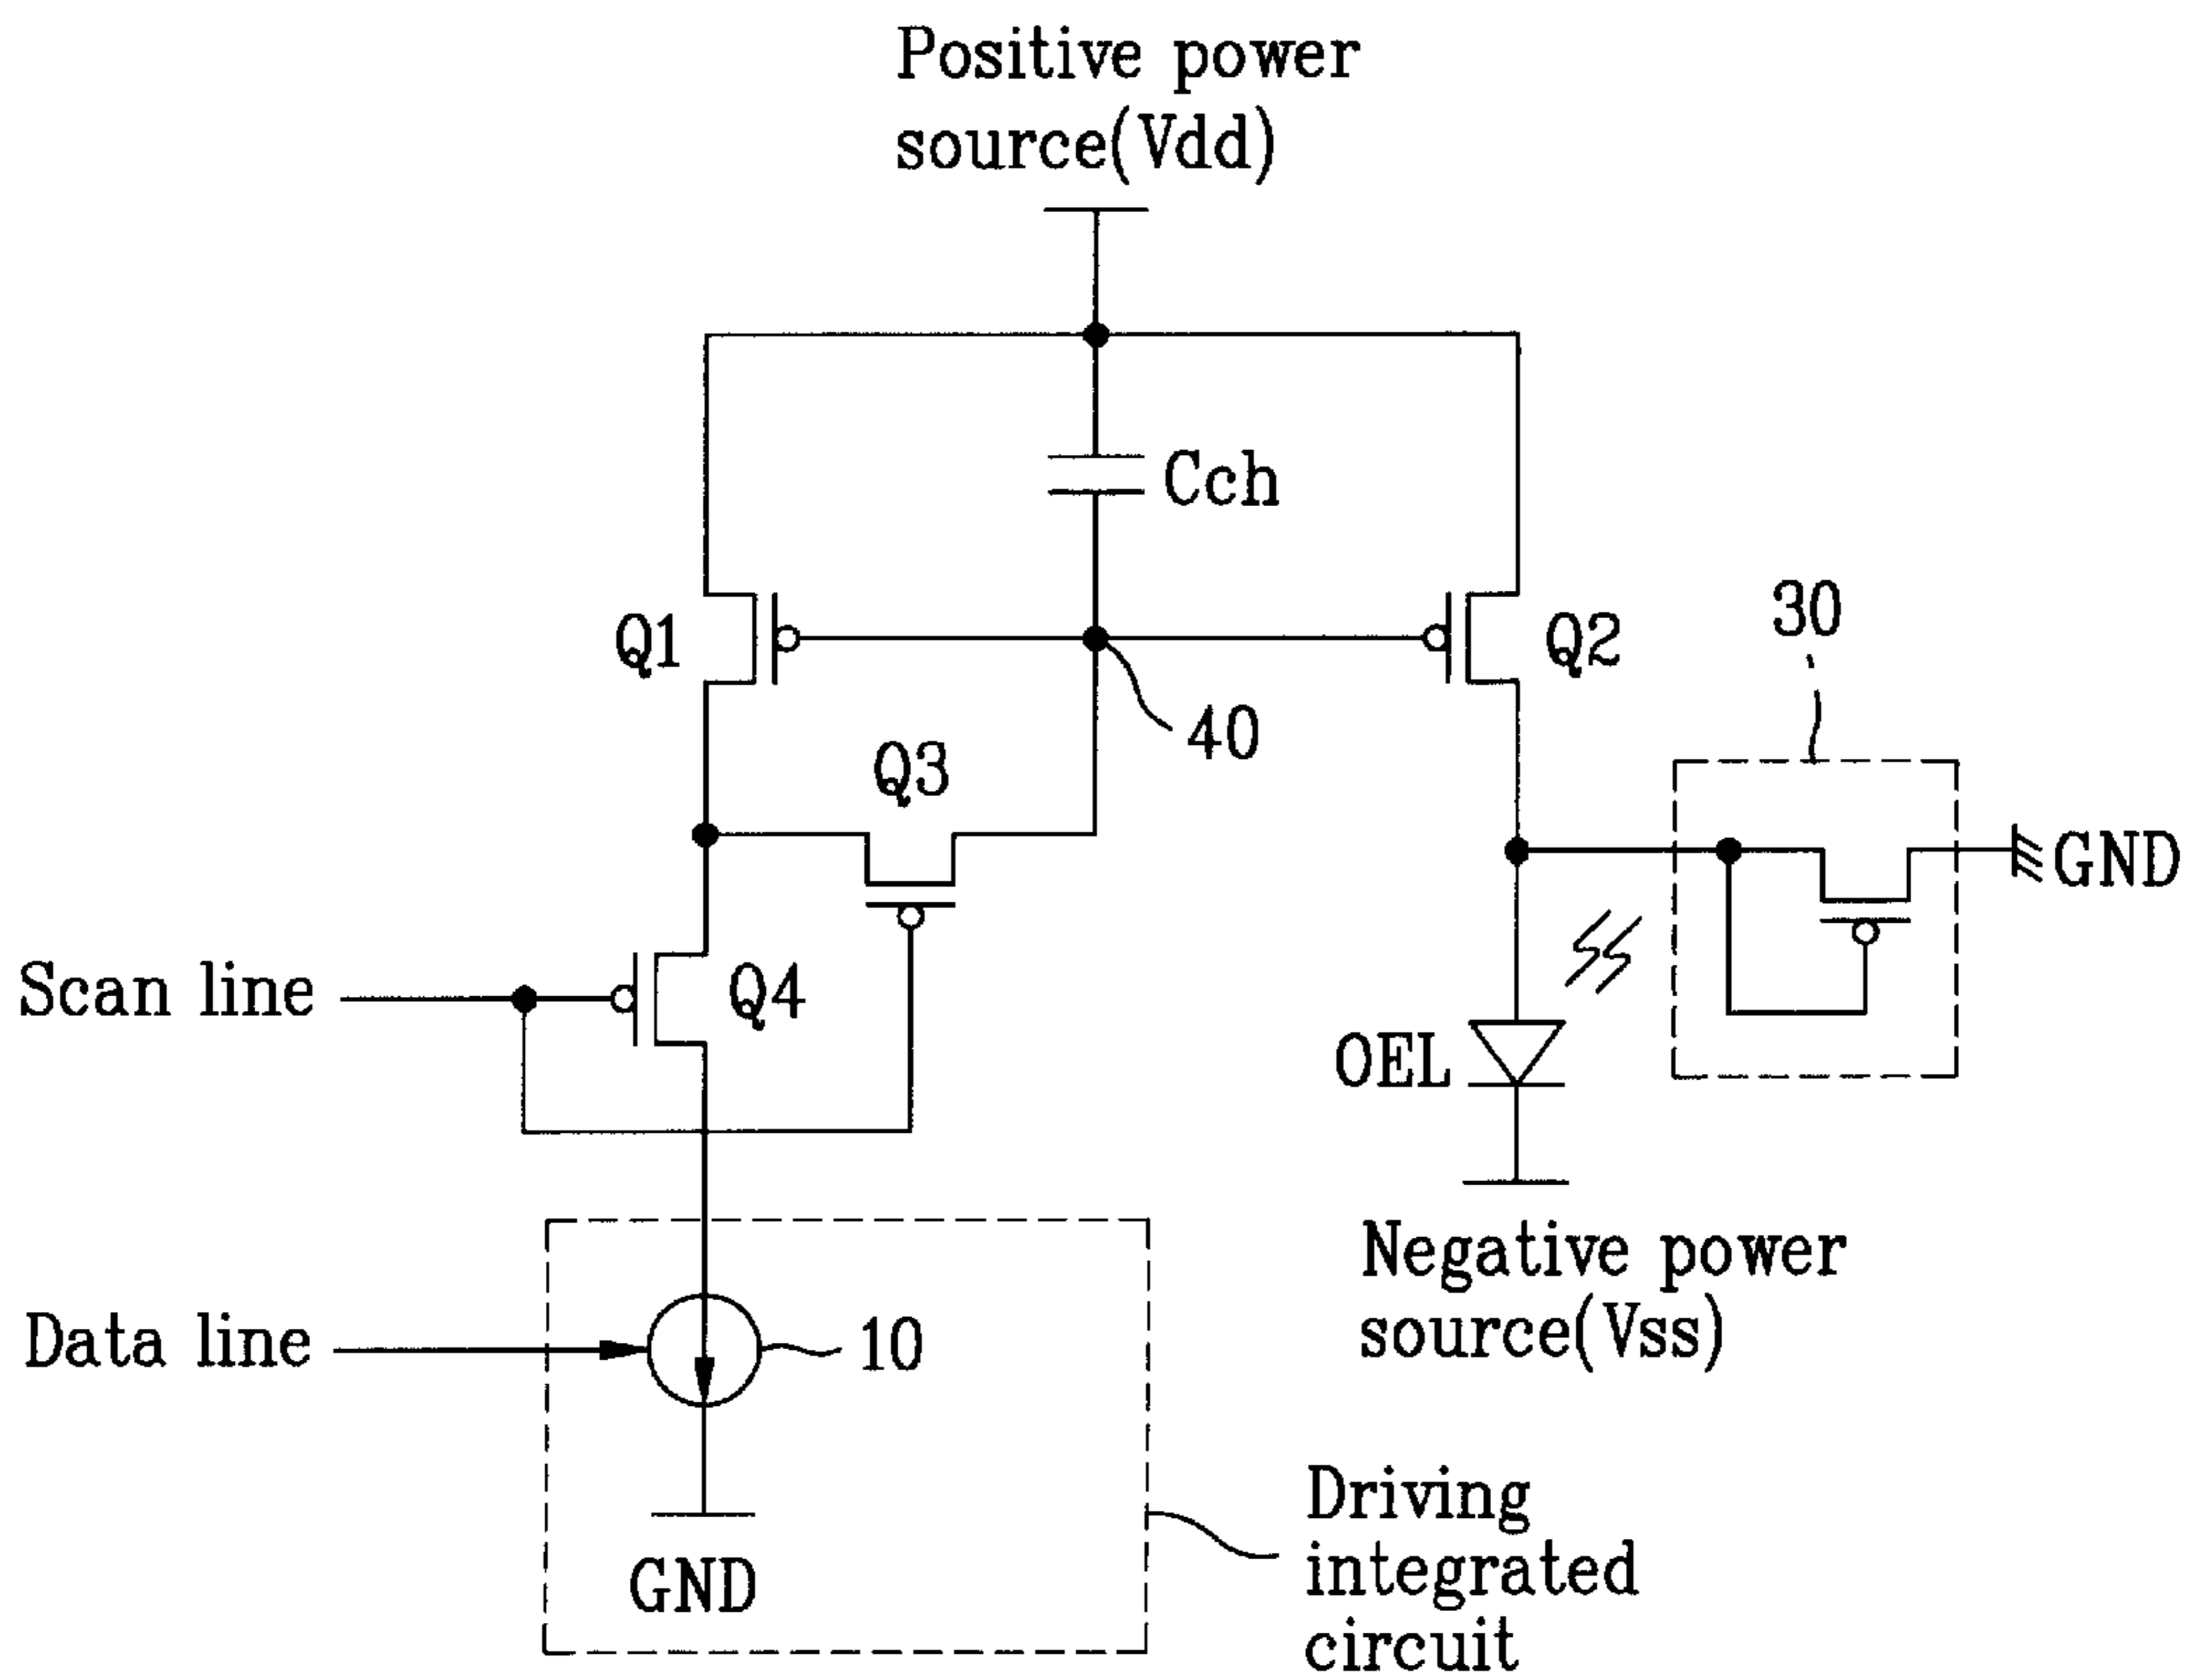 Positive power
source(Vdd)
Cch
Q1
Q2
30
40
Q3
GND
Scan line
Q4
OEL
Negative power
source(Vss)
Data line
10
GND
Driving
integrated
circuit